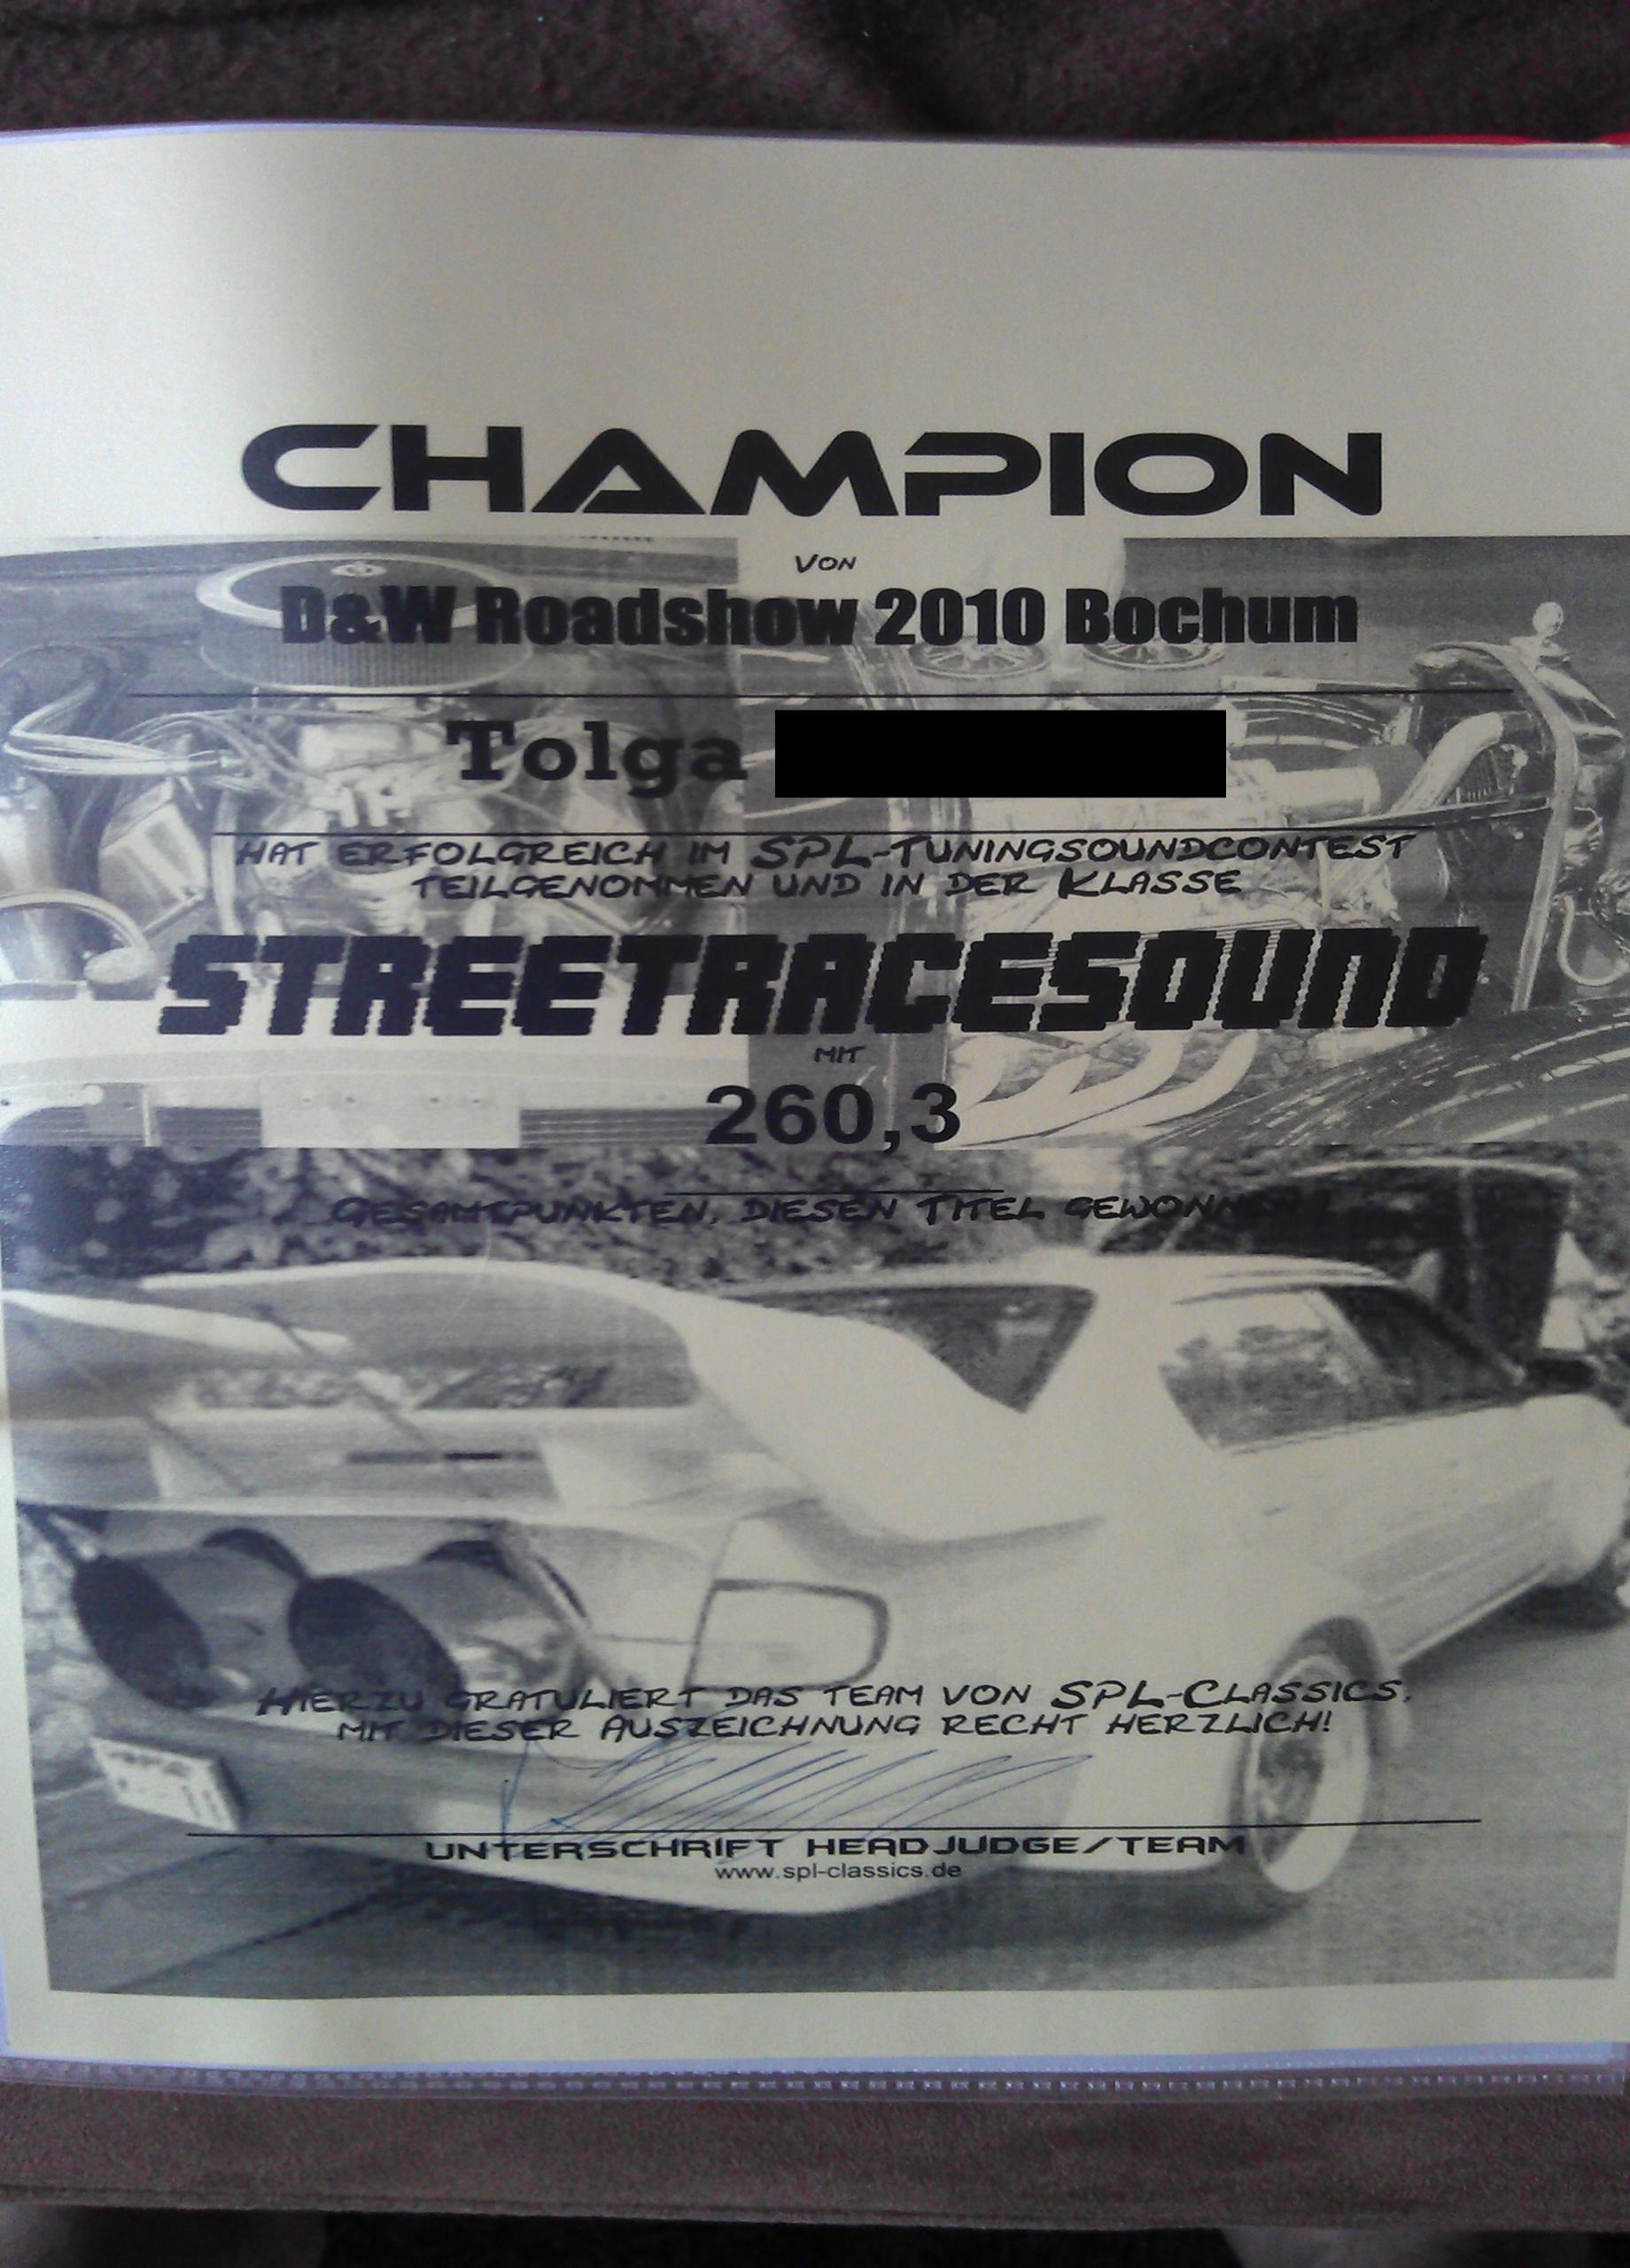 CHAMPION
VON
D&W Roadshow 2010 Bochum
Tolga
HAT ERFOLGREICH IM SPL-TUNINGSOUNDCONTEST
TEILGENOMMEN UND IN DER KLASSE
STREETRACESOUND
MIT
260,3
GESAMTPUNKTEN, DIESEN TITEL GEWONNEN !
HIERZU GRATULIERT DAS TEAM VON SPL-CLASSICS,
MIT DIESER AUSZEICHNUNG RECHT HERZLICH!
UNTERSCHRIFT HEADJUDGE/TEAM
www.spl-classics.de